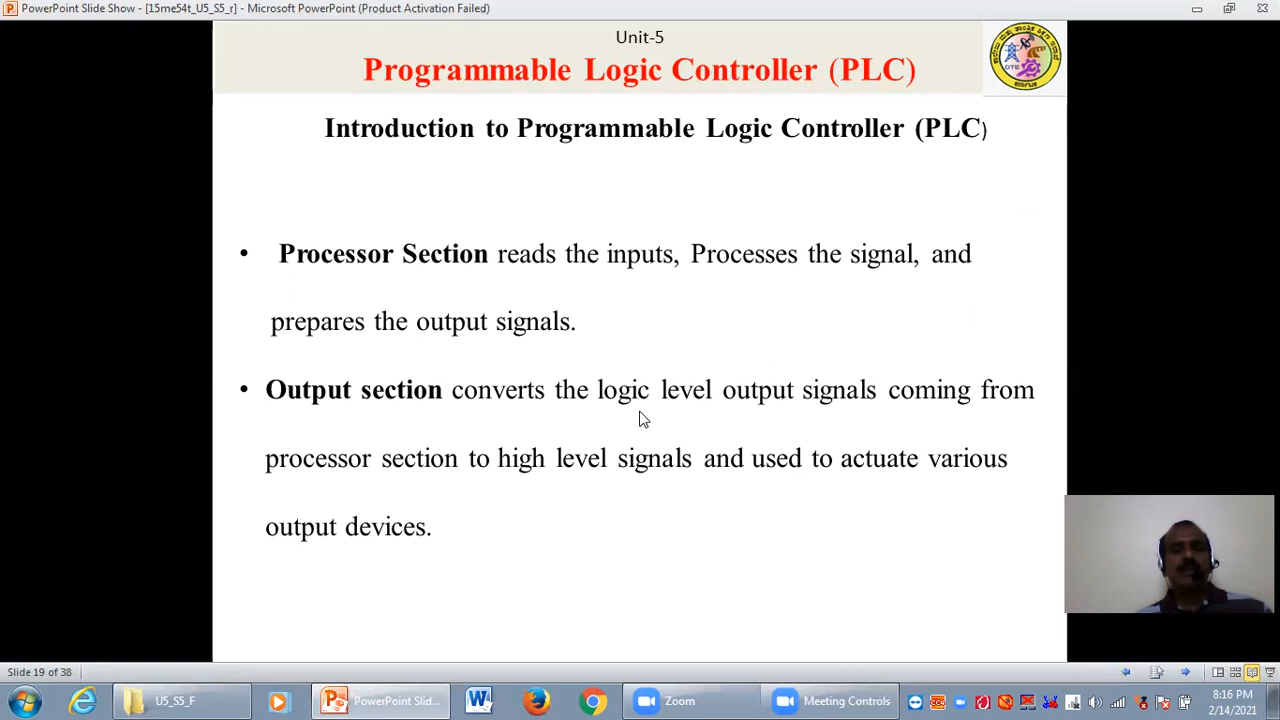 PowerPoint Slide Show - [15me54t_U5_S5_r] - Microsoft PowerPoint (Product Activation Failed)
Unit-5
Programmable Logic Controller (PLC)
DTE
Introduction to Programmable Logic Controller (PLC)
• Processor Section reads the inputs, Processes the signal, and
prepares the output signals.
• Output section converts the logic level output signals coming from
processor section to high level signals and used to actuate various
output devices.
Slide 19 of 38
U5_S5_F
PowerPoint Slid...
Zoom
Meeting Controls
8:16 PM
2/14/2021